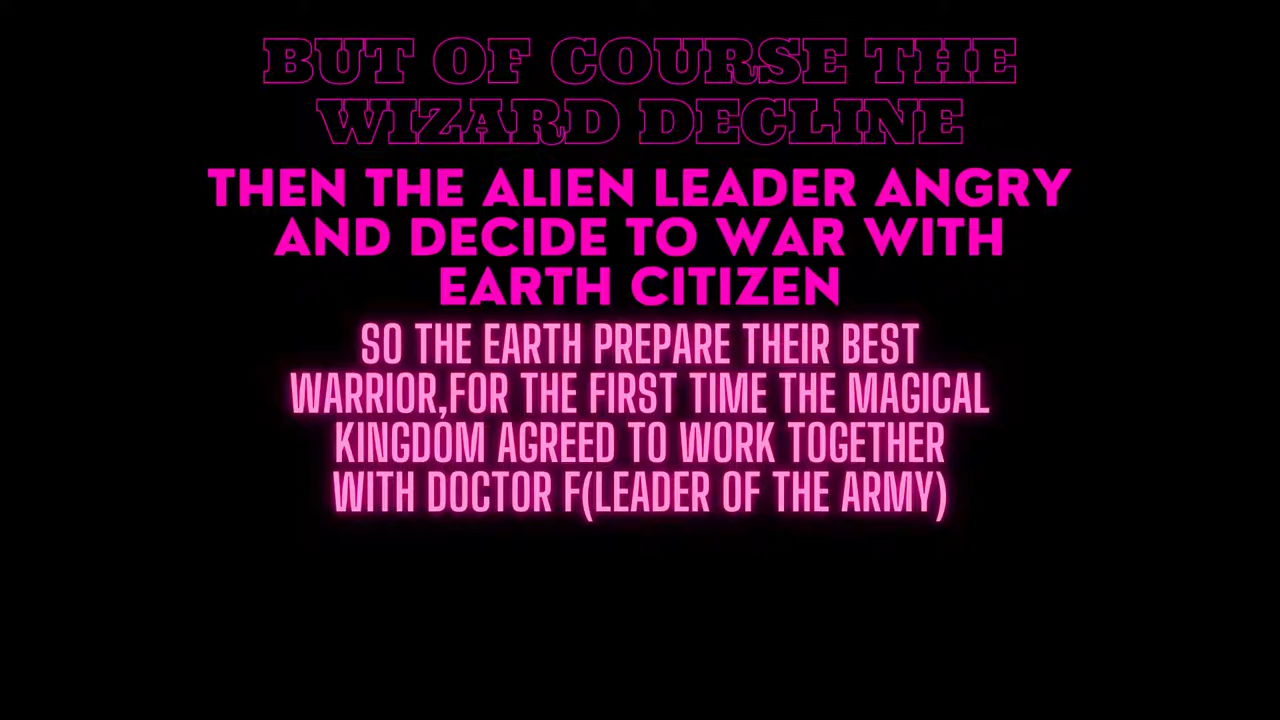 BUT OF COURSE THE
WIZARD DECLINE
THEN THE ALIEN LEADER ANGRY
AND DECIDE TO WAR WITH
EARTH CITIZEN
SO THE EARTH PREPARE THEIR BEST
WARRIOR,FOR THE FIRST TIME THE MAGICAL
KINGDOM AGREED TO WORK TOGETHER
WITH DOCTOR F(LEADER OF THE ARMY)